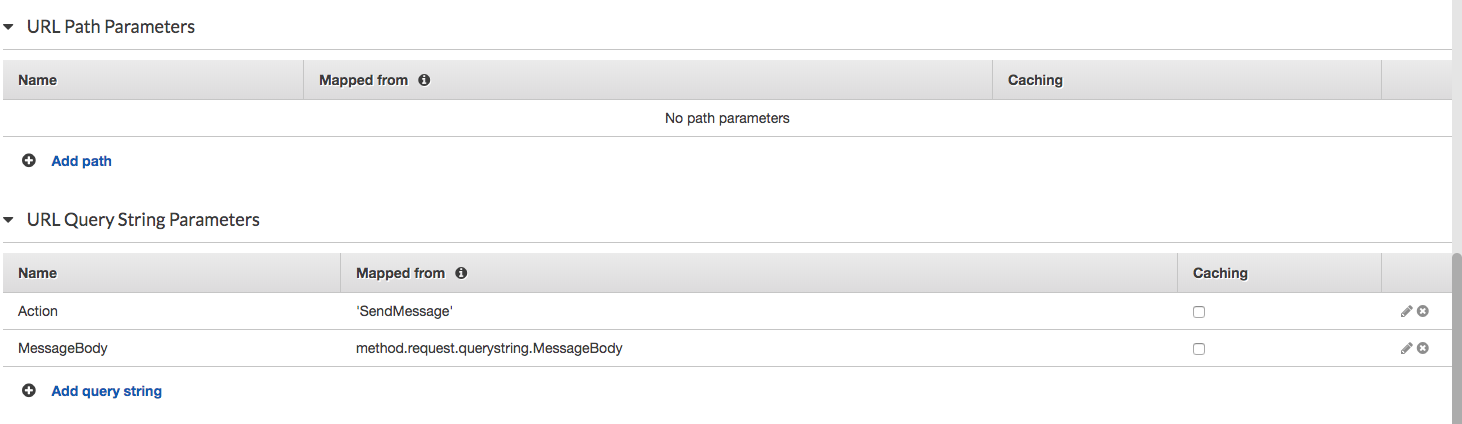 URL Path Parameters
Name Mapped from Caching
No path parameters
Add path
URL Query String Parameters
Name Mapped from Caching
Action 'SendMessage'
MessageBody method.request.querystring.MessageBody
Add query string